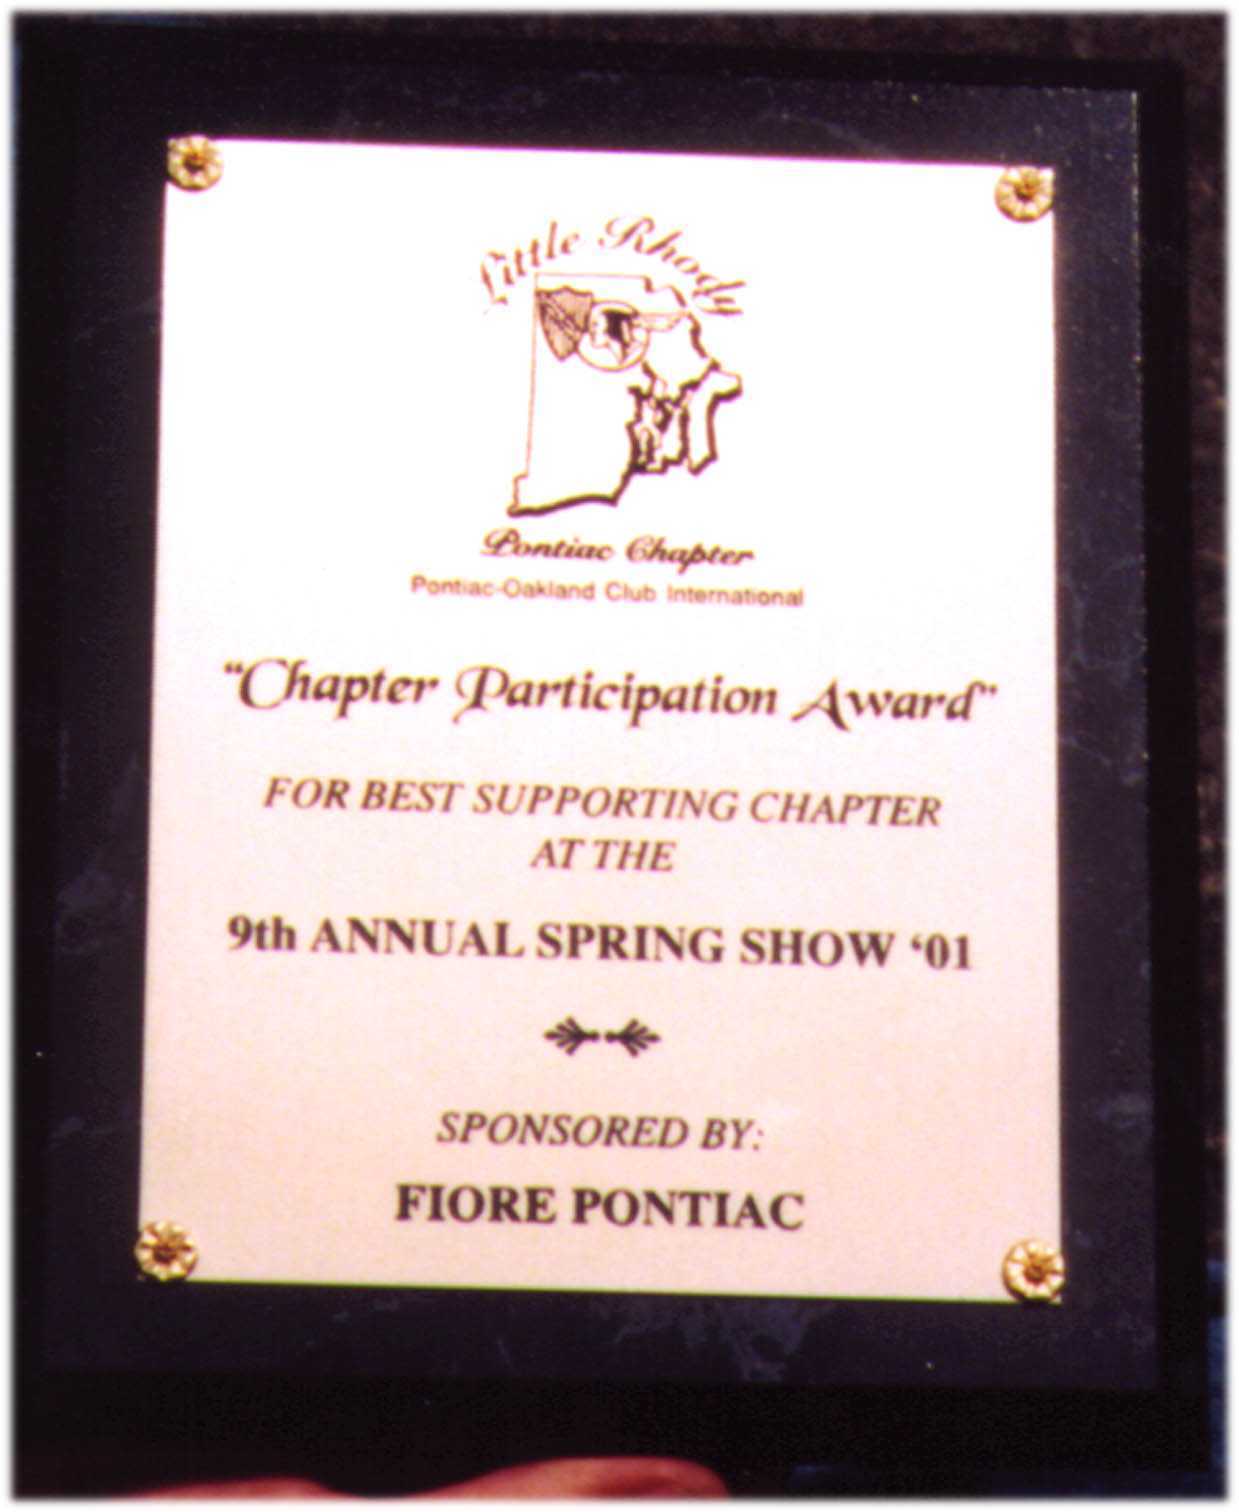 Little Rhody
Pontiac Chapter
Pontiac-Oakland Club International
“Chapter Participation Award”
FOR BEST SUPPORTING CHAPTER
AT THE
9th ANNUAL SPRING SHOW ‘01
SPONSORED BY:
FIORE PONTIAC